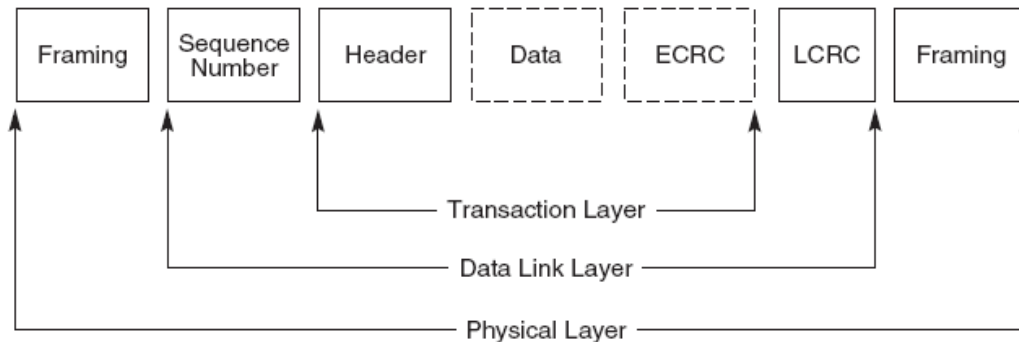 Framing
Sequence
Number
Header
Data
ECRC
LCRC
Framing
Transaction Layer
Data Link Layer
Physical Layer